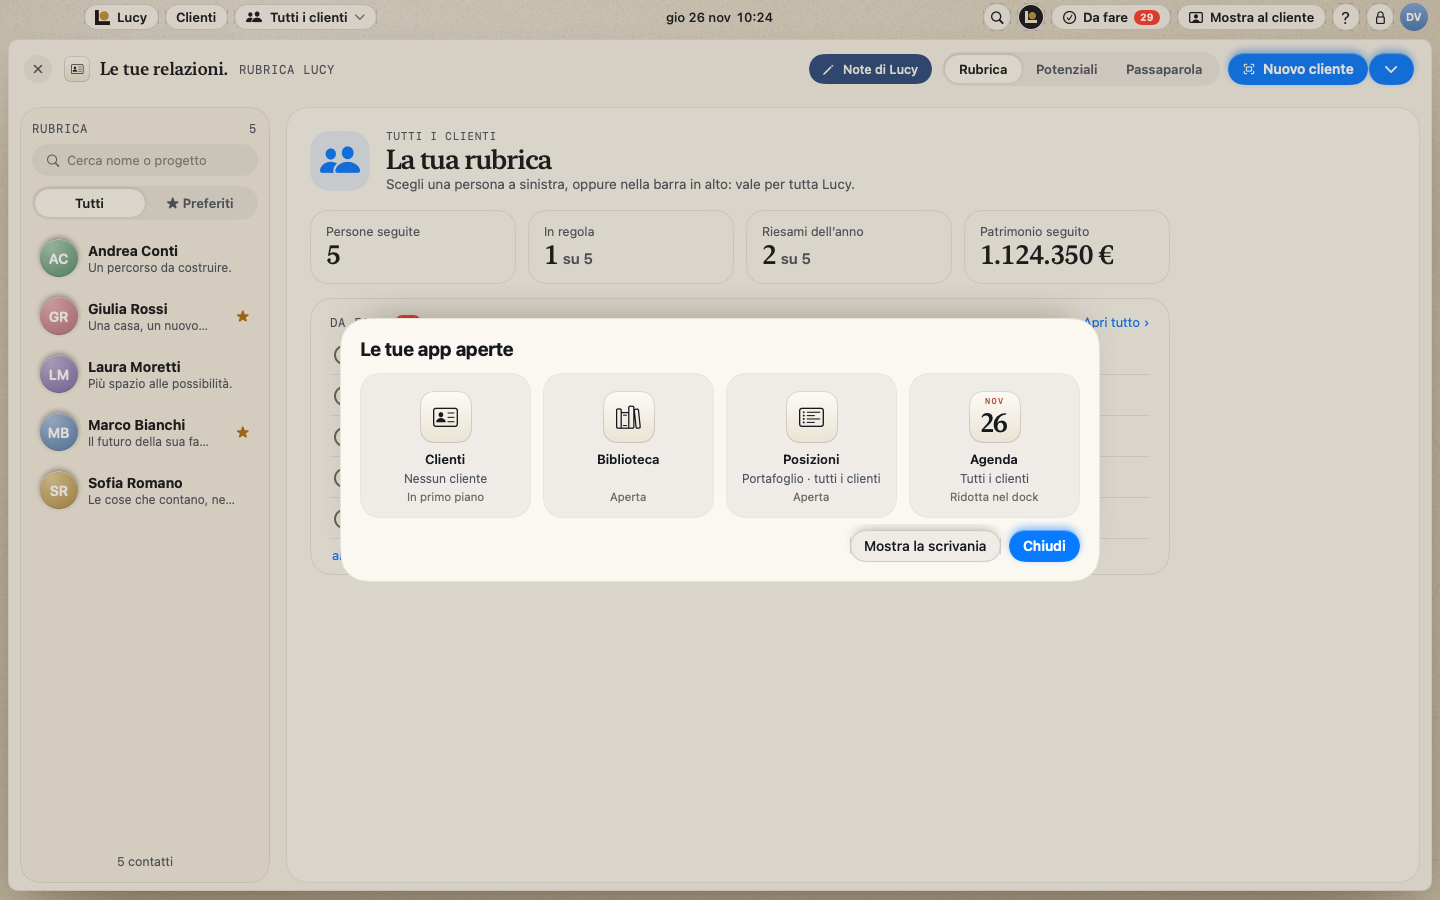 Lucy
Clienti
Tutti i clienti
gio 26 nov 10:24
Da fare 29
Mostra al cliente
?
DV
Le tue relazioni. RUBRICA LUCY
Note di Lucy
Rubrica
Potenziali
Passaparola
Nuovo cliente
RUBRICA 5
Cerca nome o progetto
Tutti
Preferiti
AC
Andrea Conti
Un percorso da costruire.
GR
Giulia Rossi
Una casa, un nuovo...
LM
Laura Moretti
Più spazio alle possibilità.
MB
Marco Bianchi
Il futuro della sua fa...
SR
Sofia Romano
Le cose che contano, ne...
5 contatti
TUTTI I CLIENTI
La tua rubrica
Scegli una persona a sinistra, oppure nella barra in alto: vale per tutta Lucy.
Persone seguite
5
In regola
1 su 5
Riesami dell'anno
2 su 5
Patrimonio seguito
1.124.350 €
DA
Apri tutto ›
Le tue app aperte
Clienti
Nessun cliente
In primo piano
Biblioteca
Aperta
Posizioni
Portafoglio · tutti i clienti
Aperta
NOV
26
Agenda
Tutti i clienti
Ridotta nel dock
Mostra la scrivania
Chiudi